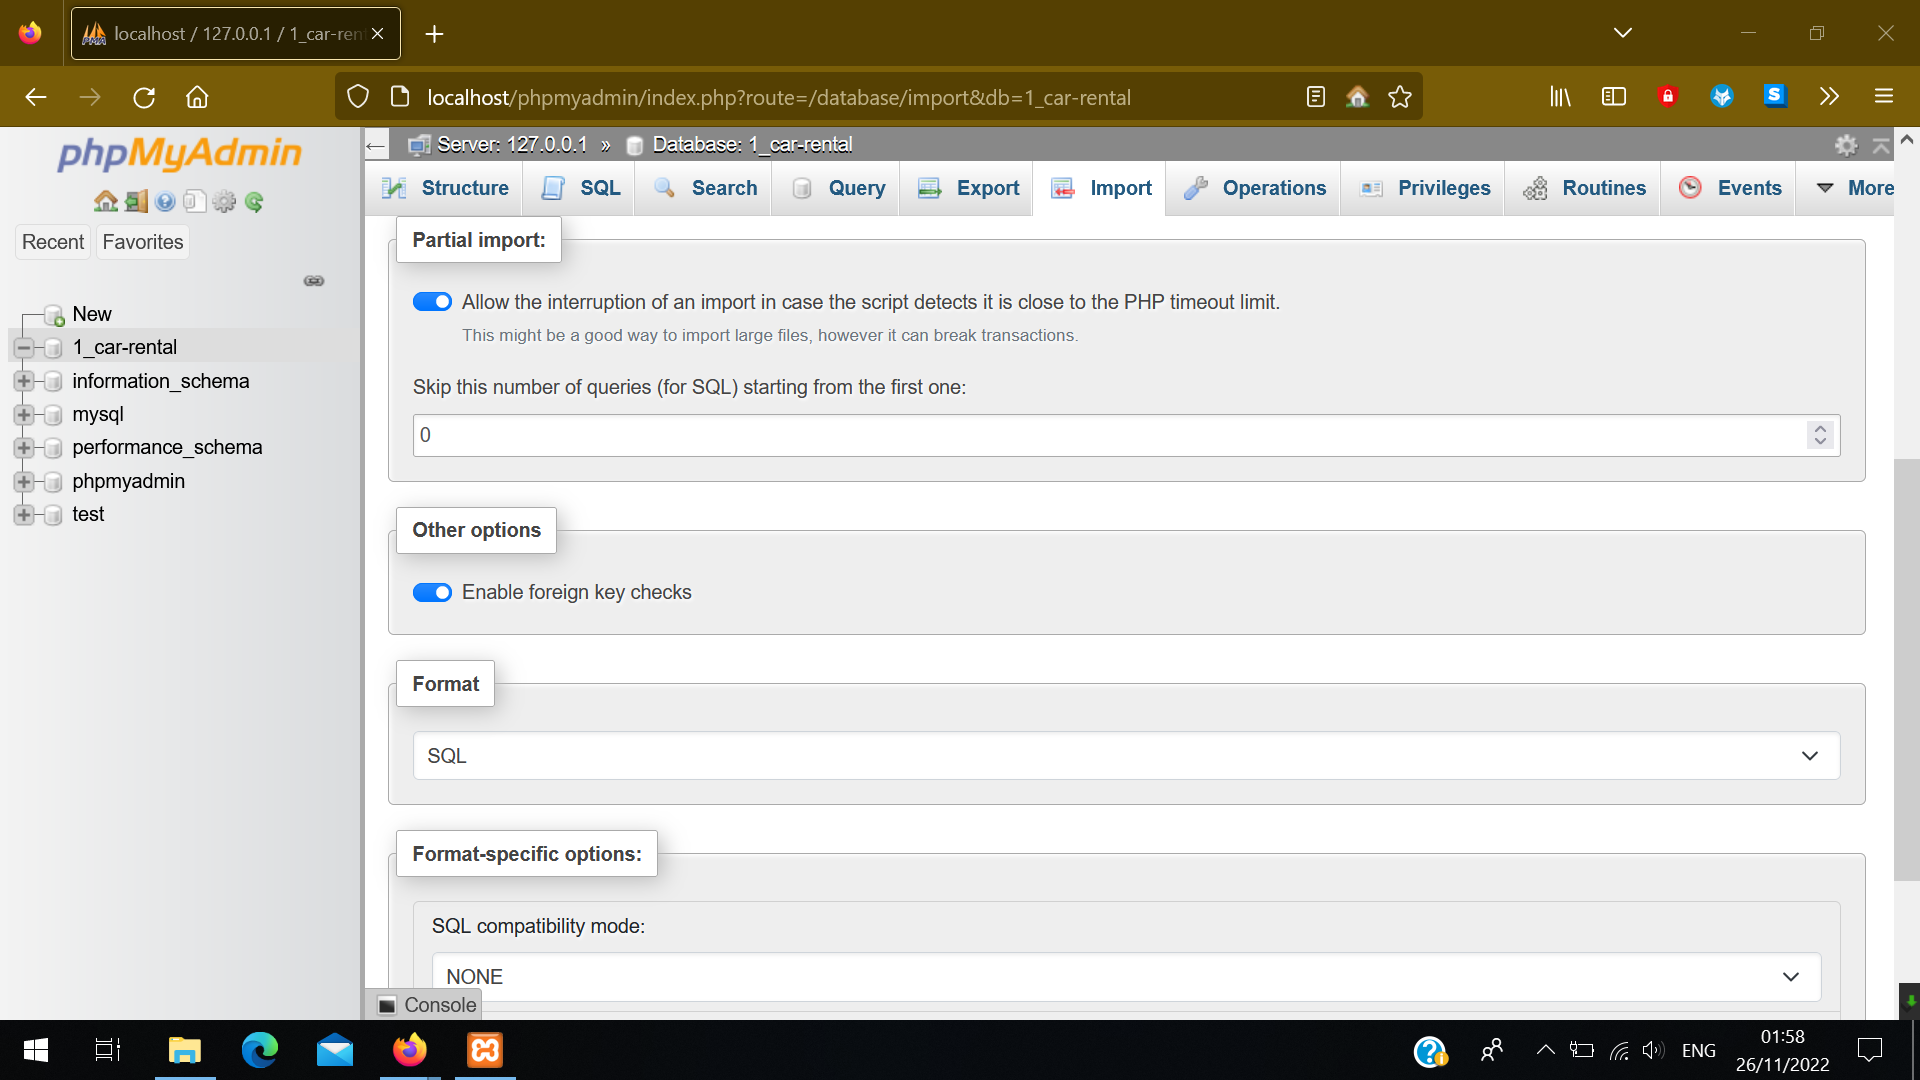 localhost / 127.0.0.1 / 1_car-ren
localhost/phpmyadmin/index.php?route=/database/import&db=1_car-rental
phpMyAdmin
Recent Favorites
New
1_car-rental
information_schema
mysql
performance_schema
phpmyadmin
test
Server: 127.0.0.1 » Database: 1_car-rental
Structure SQL Search Query Export Import Operations Privileges Routines Events More
Partial import:
Allow the interruption of an import in case the script detects it is close to the PHP timeout limit.
This might be a good way to import large files, however it can break transactions.
Skip this number of queries (for SQL) starting from the first one:
0
Other options
Enable foreign key checks
Format
SQL
Format-specific options:
SQL compatibility mode:
NONE
Console
ENG
01:58
26/11/2022